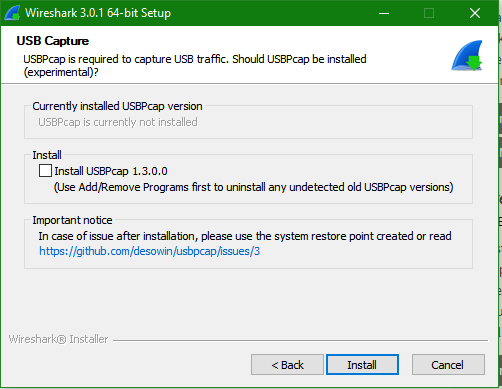 Wireshark 3.0.1 64-bit Setup
USB Capture
USBPcap is required to capture USB traffic. Should USBPcap be installed
(experimental)?
Currently installed USBPcap version
USBPcap is currently not installed
Install
Install USBPcap 1.3.0.0
(Use Add/Remove Programs first to uninstall any undetected old USBPcap versions)
Important notice
In case of issue after installation, please use the system restore point created or read
https://github.com/desowin/usbpcap/issues/3
Wireshark® Installer
< Back
Install
Cancel